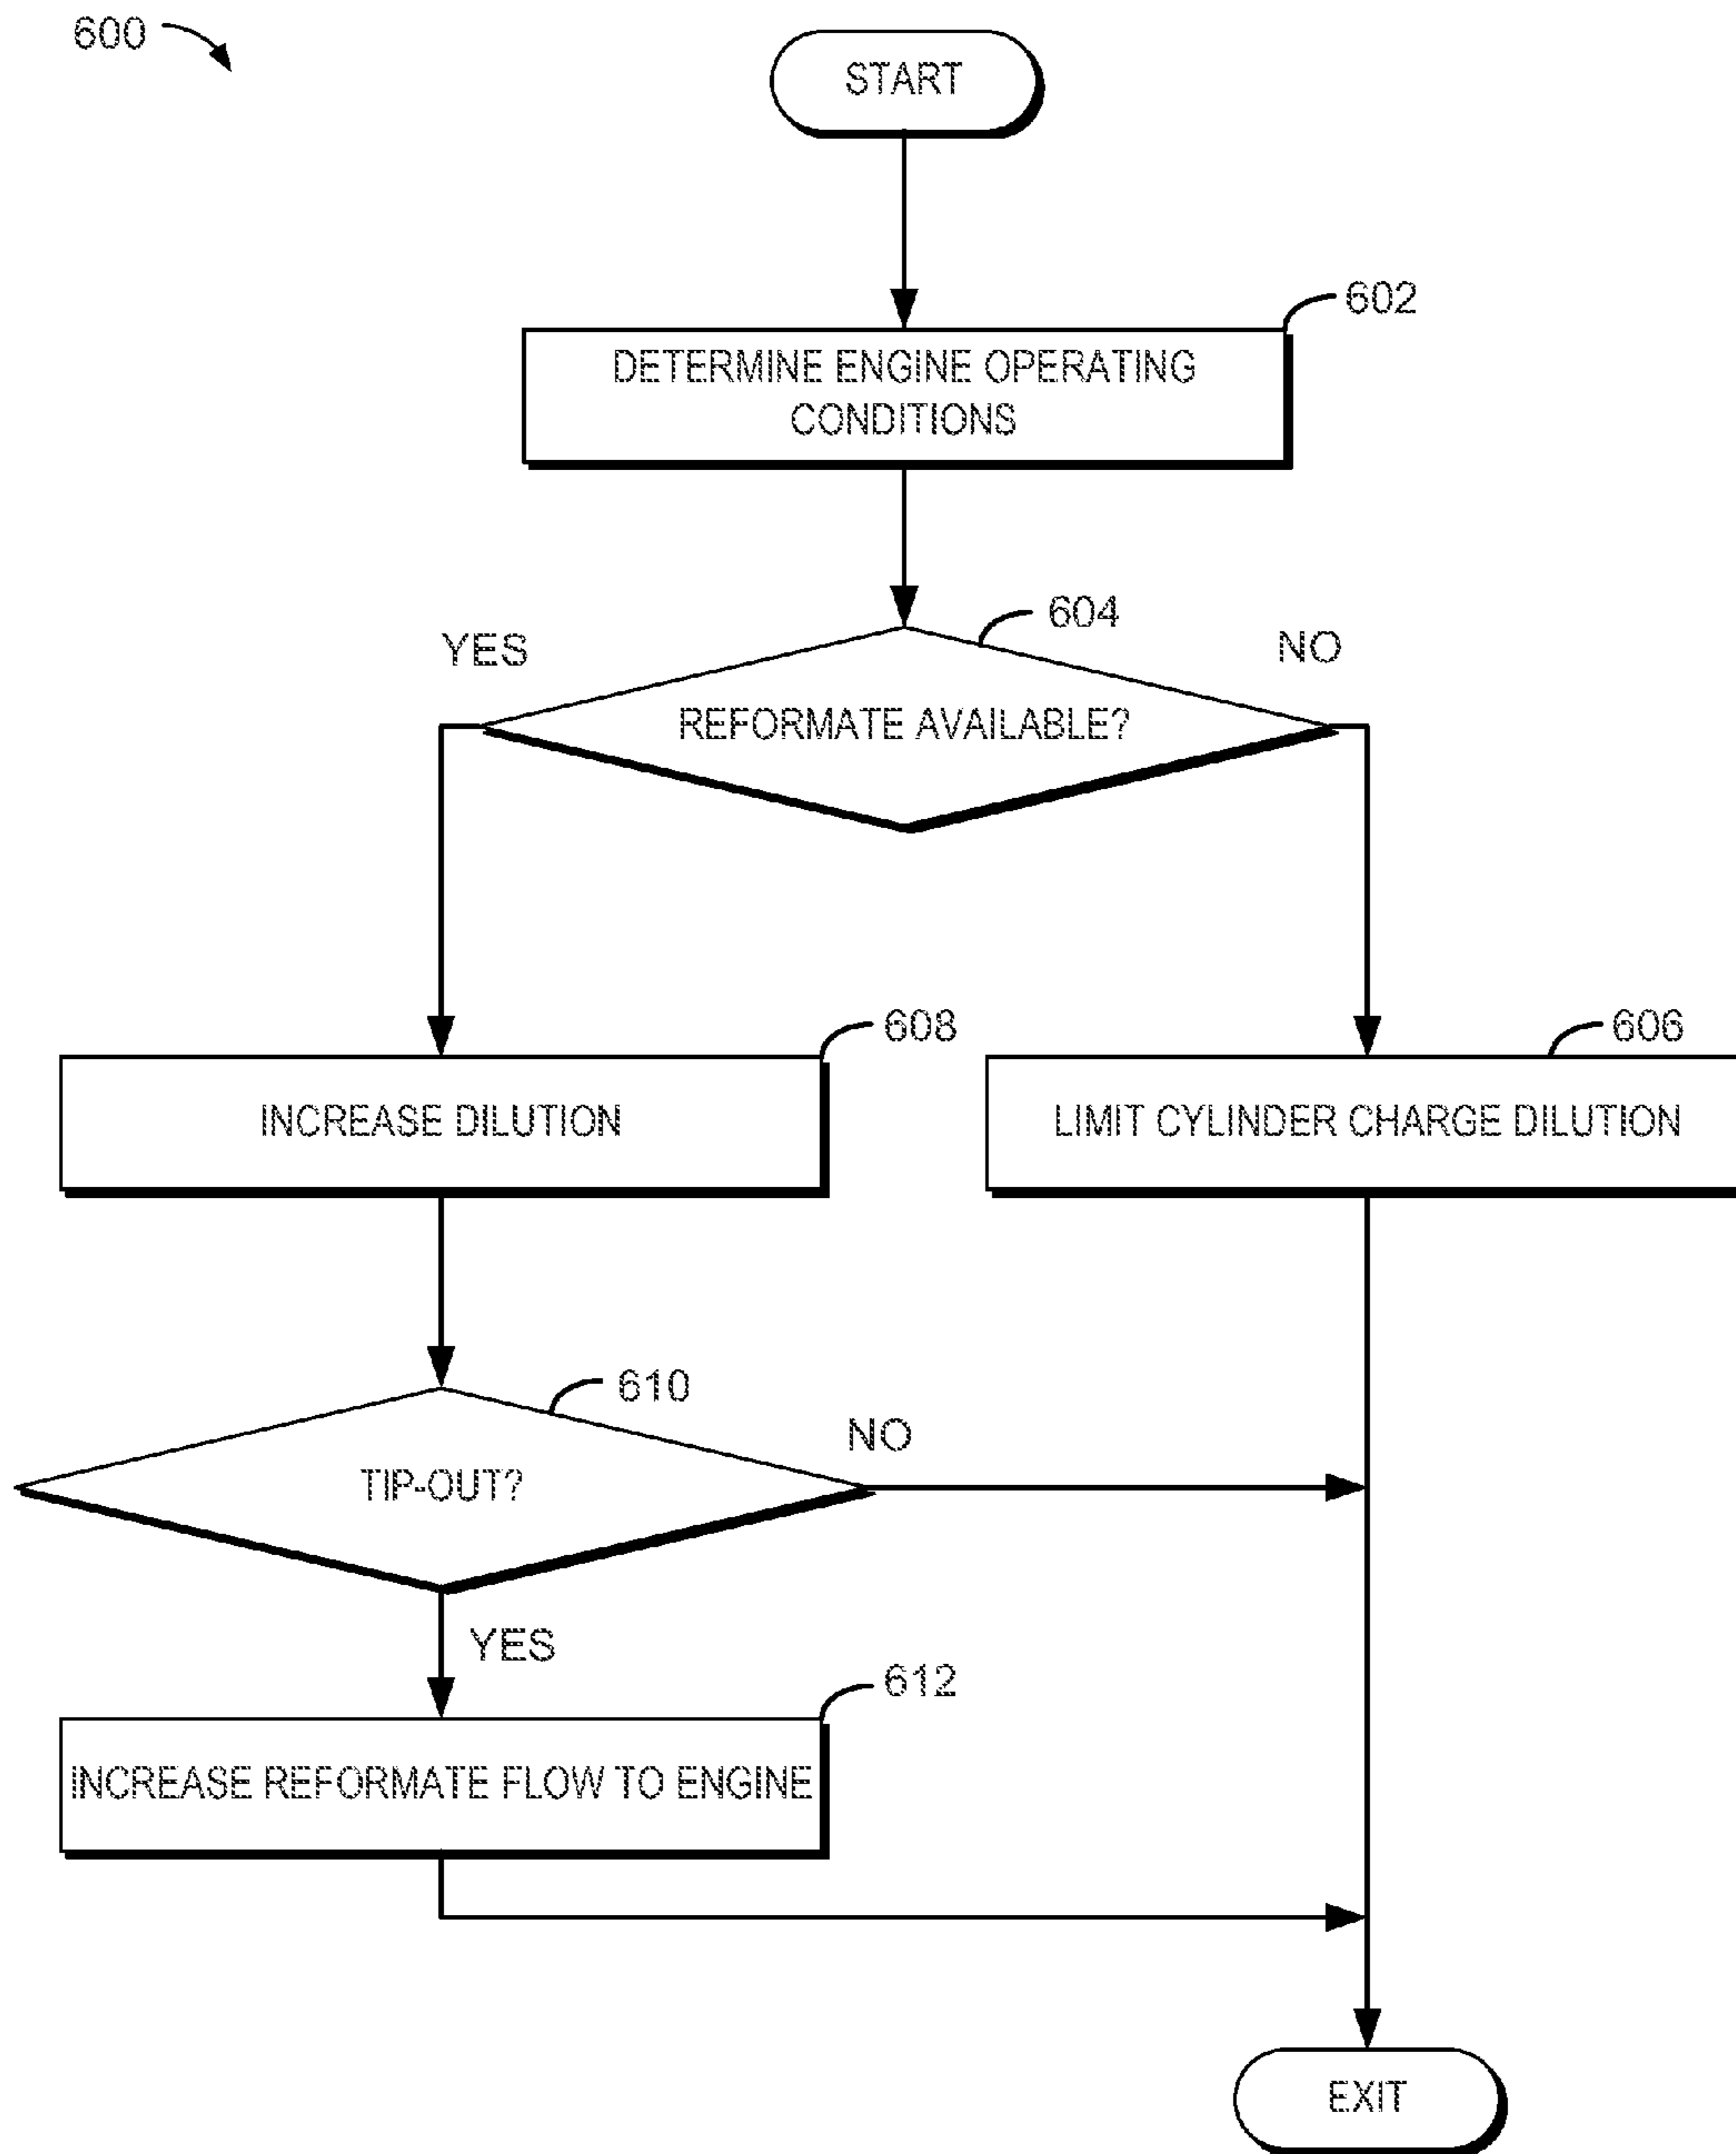 600
START
602
DETERMINE ENGINE OPERATING
CONDITIONS
604
YES
NO
REFORMATE AVAILABLE?
608
606
INCREASE DILUTION
LIMIT CYLINDER CHARGE DILUTION
610
NO
TIP-OUT?
YES
612
INCREASE REFORMATE FLOW TO ENGINE
EXIT